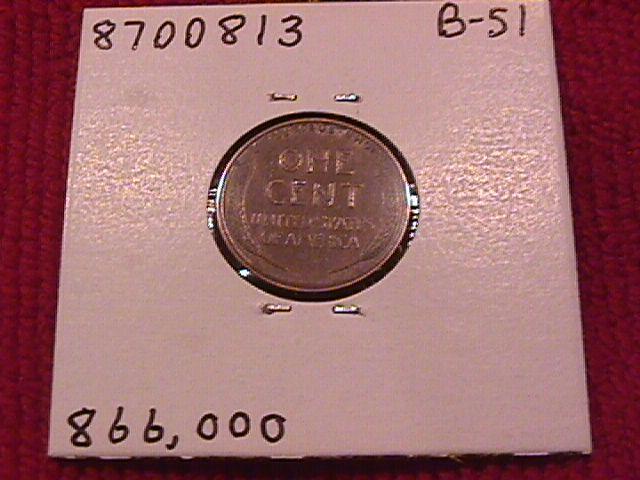 8700813 B-51
ONE
CENT
UNITED STATES
OF AMERICA
866,000